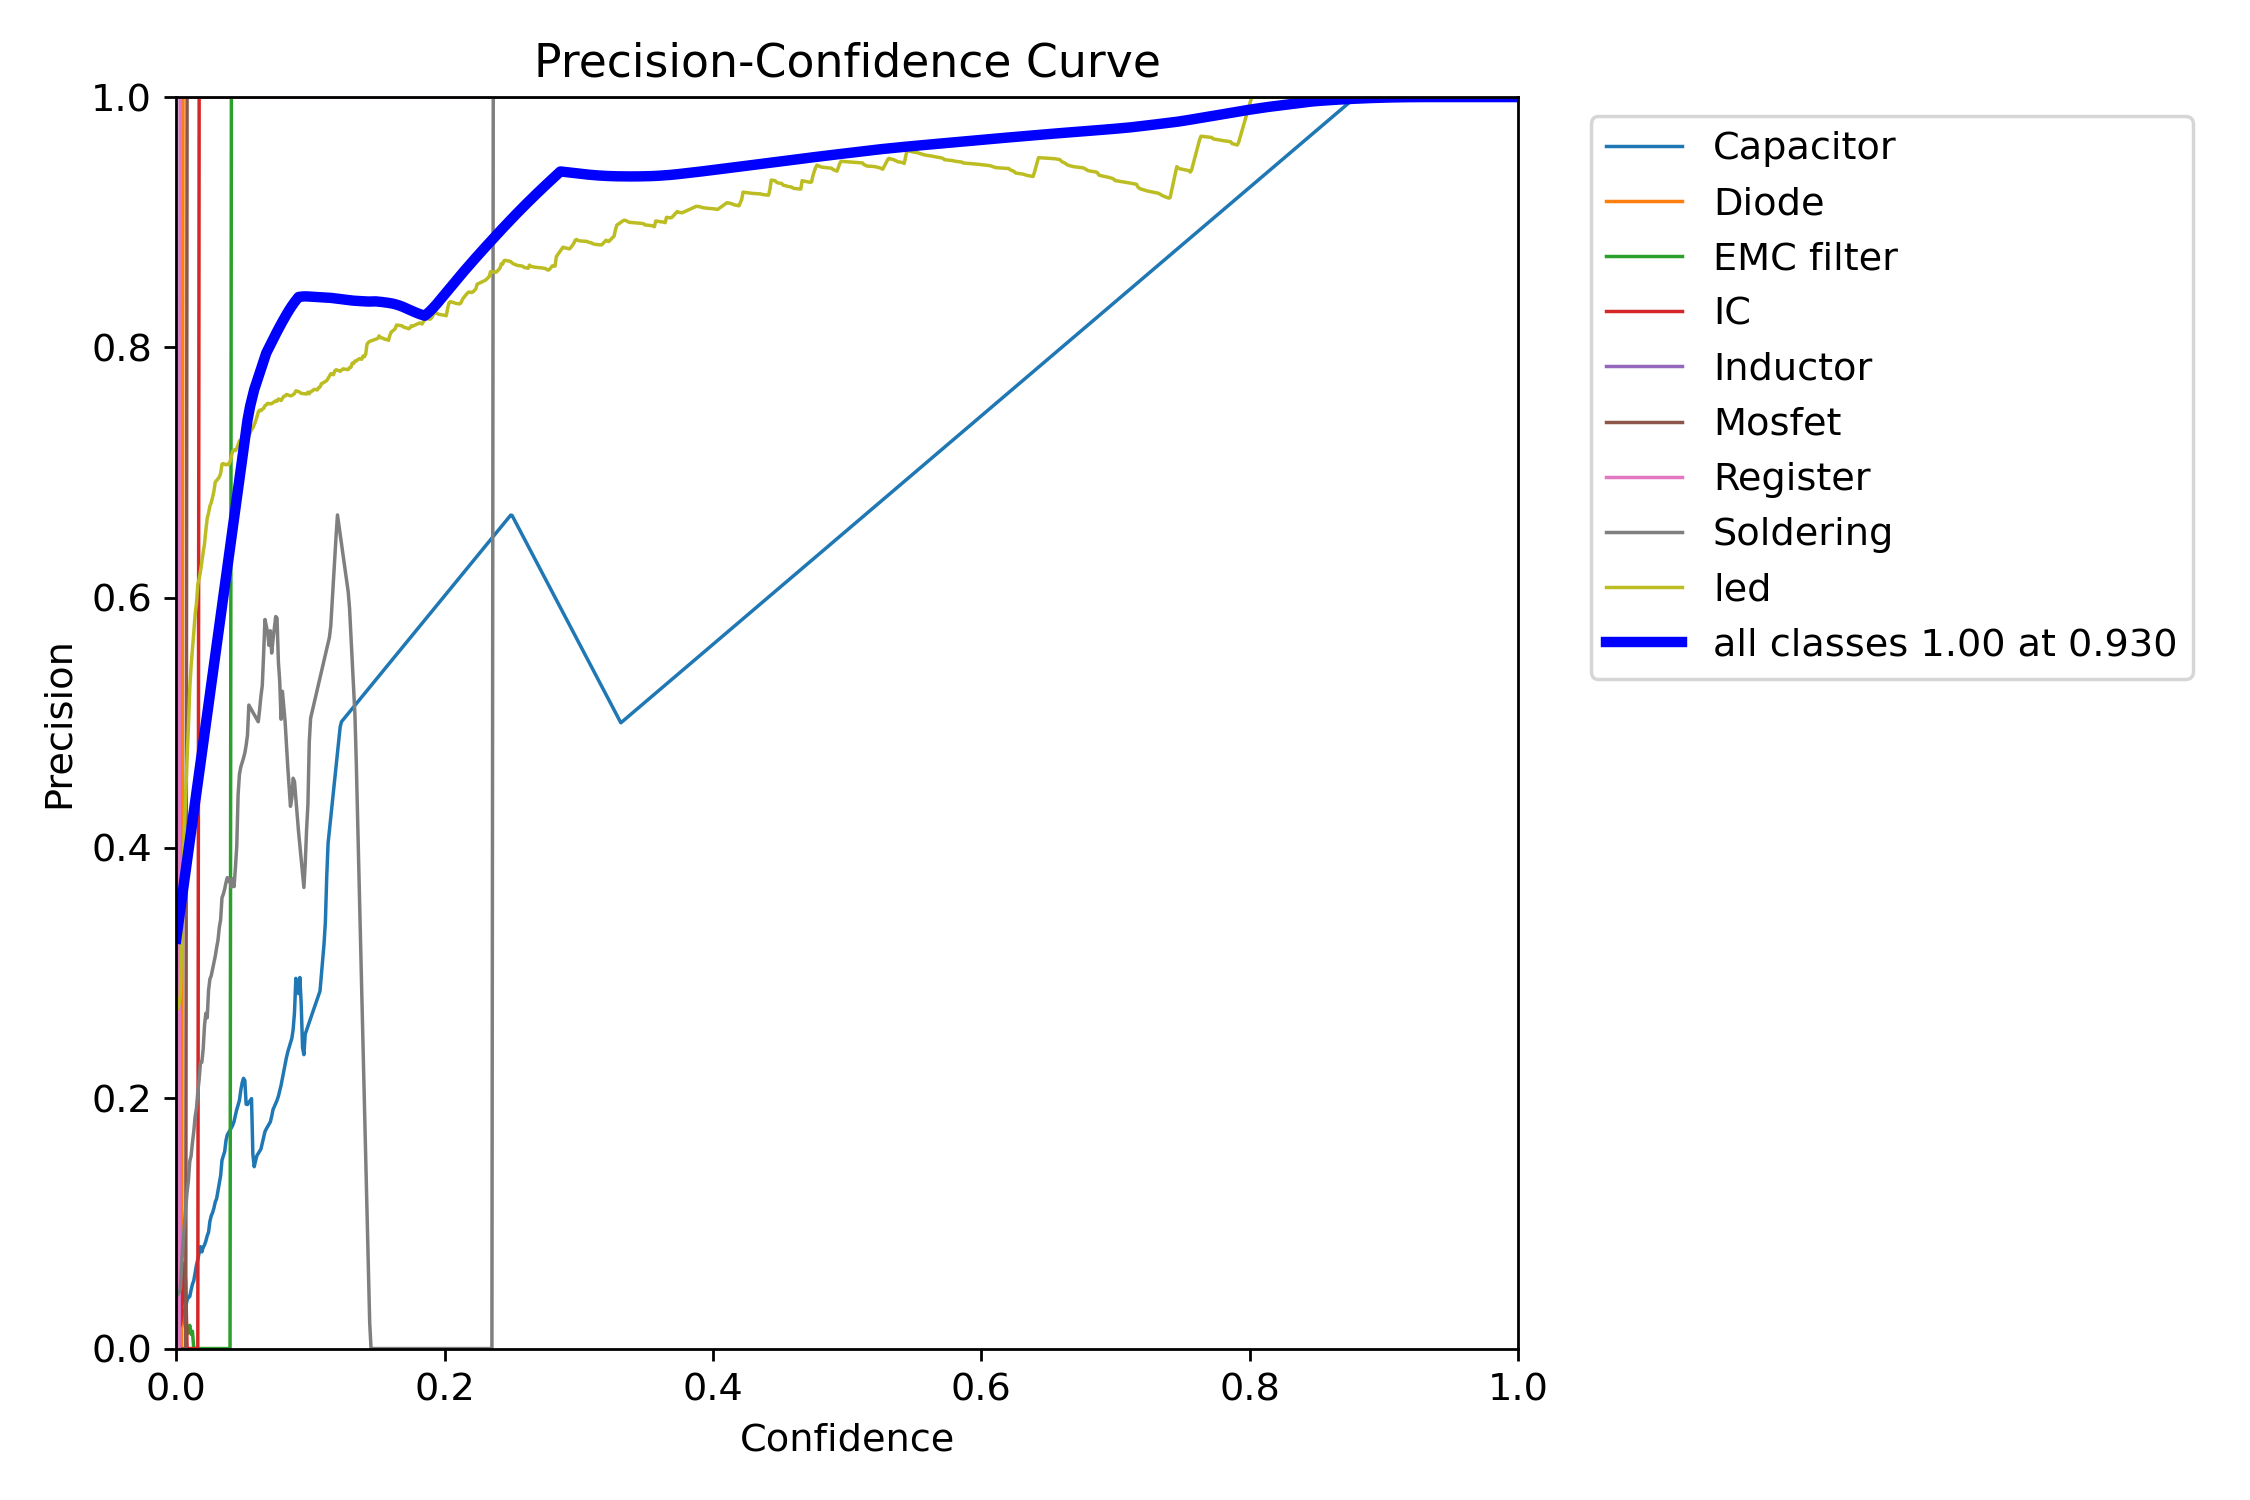 Precision-Confidence Curve
1.0
0.8
0.6
0.4
0.2
0.0
Precision
0.0 0.2 0.4 0.6 0.8 1.0
Confidence
Capacitor
Diode
EMC filter
IC
Inductor
Mosfet
Register
Soldering
led
all classes 1.00 at 0.930